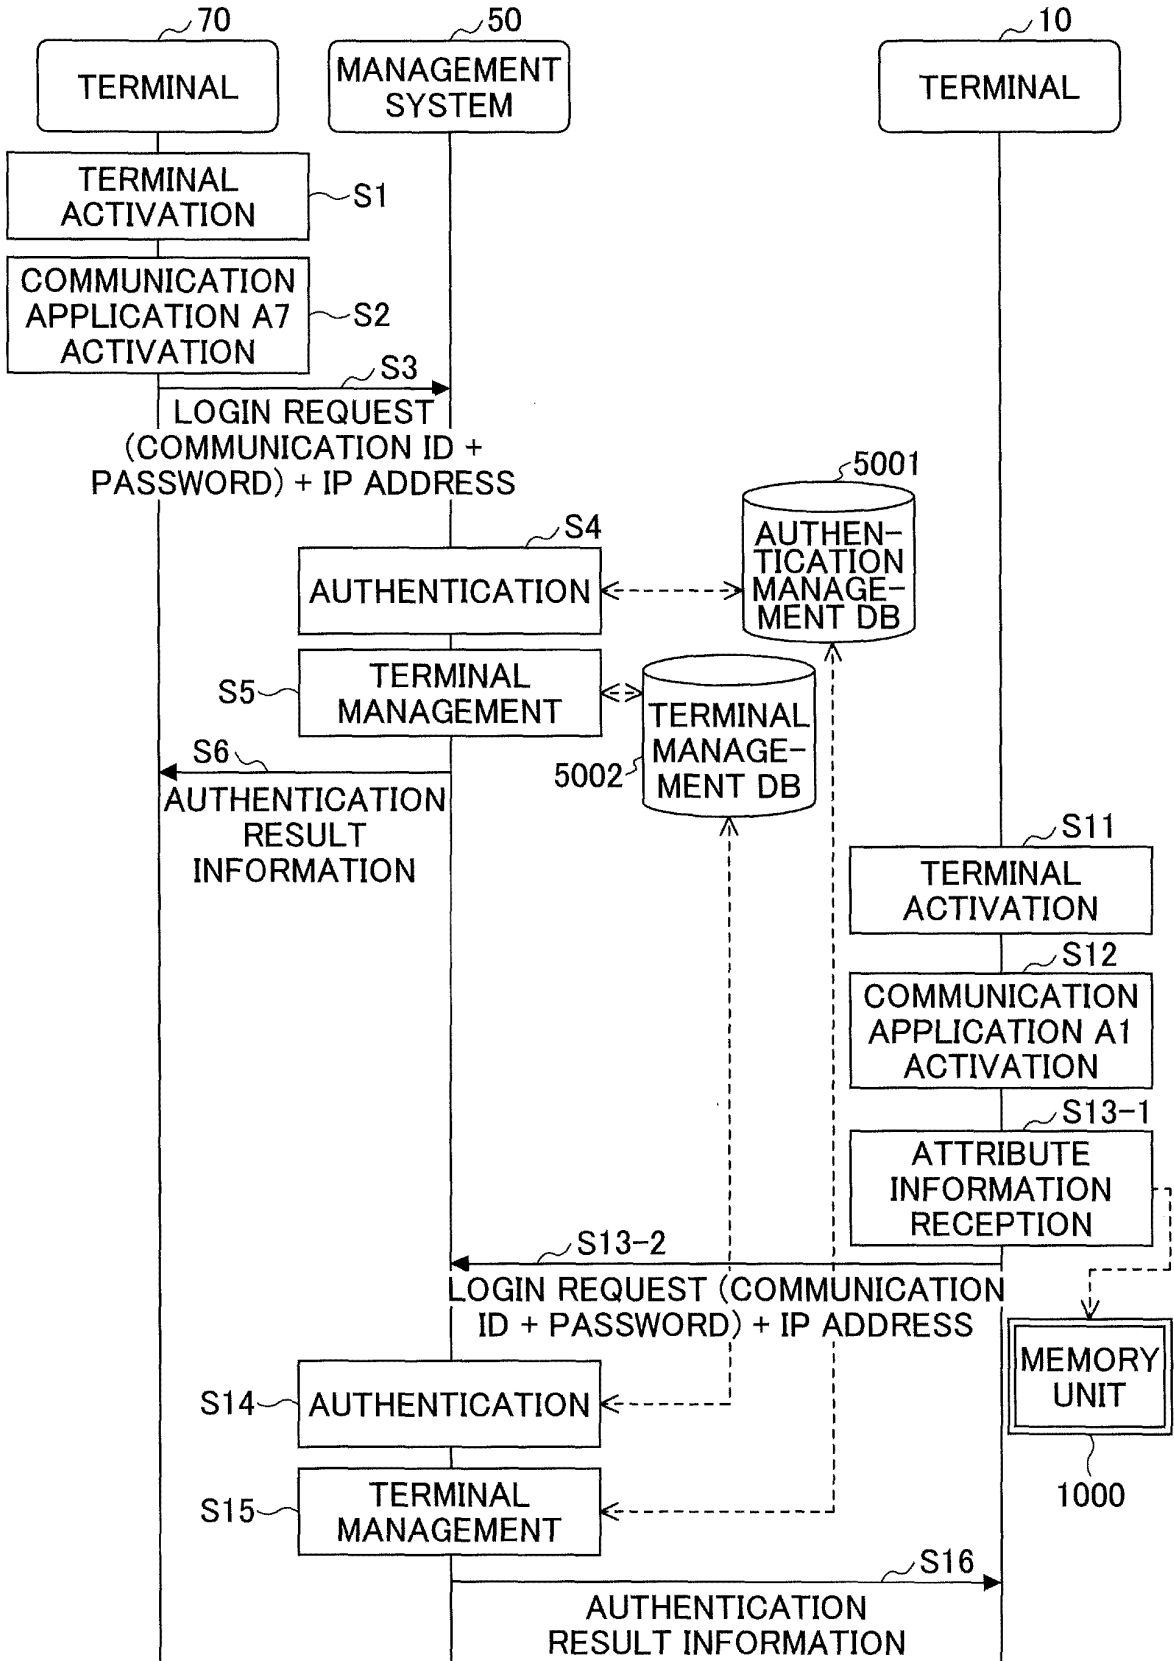 70
50
10
TERMINAL
MANAGEMENT
SYSTEM
TERMINAL
TERMINAL
ACTIVATION
S1
COMMUNICATION
APPLICATION A7
ACTIVATION
S2
S3
LOGIN REQUEST
(COMMUNICATION ID +
PASSWORD) + IP ADDRESS
5001
AUTHEN-
TICATION
MANAGE-
MENT DB
S4
AUTHENTICATION
S5
TERMINAL
MANAGEMENT
TERMINAL
MANAGE-
MENT DB
5002
S6
AUTHENTICATION
RESULT
INFORMATION
S11
TERMINAL
ACTIVATION
S12
COMMUNICATION
APPLICATION A1
ACTIVATION
S13-1
ATTRIBUTE
INFORMATION
RECEPTION
S13-2
LOGIN REQUEST (COMMUNICATION
ID + PASSWORD) + IP ADDRESS
MEMORY
UNIT
1000
S14
AUTHENTICATION
S15
TERMINAL
MANAGEMENT
S16
AUTHENTICATION
RESULT INFORMATION